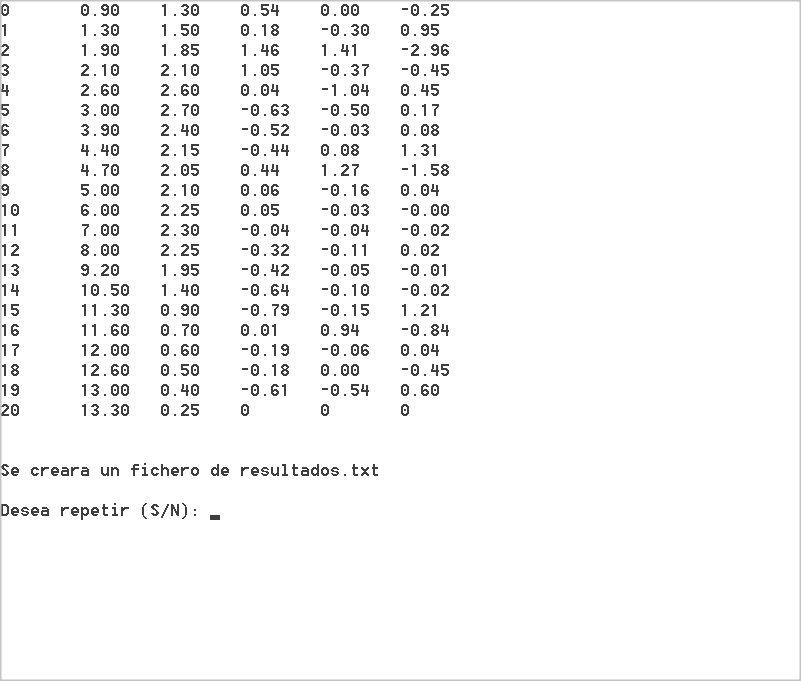 0 0.90 1.30 0.54 0.00 -0.25
1 1.30 1.50 0.18 -0.30 0.95
2 1.90 1.85 1.46 1.41 -2.96
3 2.10 2.10 1.05 -0.37 -0.45
4 2.60 2.60 0.04 -1.04 0.45
5 3.00 2.70 -0.63 -0.50 0.17
6 3.90 2.40 -0.52 -0.03 0.08
7 4.40 2.15 -0.44 0.08 1.31
8 4.70 2.05 0.44 1.27 -1.58
9 5.00 2.10 0.06 -0.16 0.04
10 6.00 2.25 0.05 -0.03 -0.00
11 7.00 2.30 -0.04 -0.04 -0.02
12 8.00 2.25 -0.32 -0.11 0.02
13 9.20 1.95 -0.42 -0.05 -0.01
14 10.50 1.40 -0.64 -0.10 -0.02
15 11.30 0.90 -0.79 -0.15 1.21
16 11.60 0.70 0.01 0.94 -0.84
17 12.00 0.60 -0.19 -0.06 0.04
18 12.60 0.50 -0.18 0.00 -0.45
19 13.00 0.40 -0.61 -0.54 0.60
20 13.30 0.25 0 0 0
Se creara un fichero de resultados.txt
Desea repetir (S/N): _